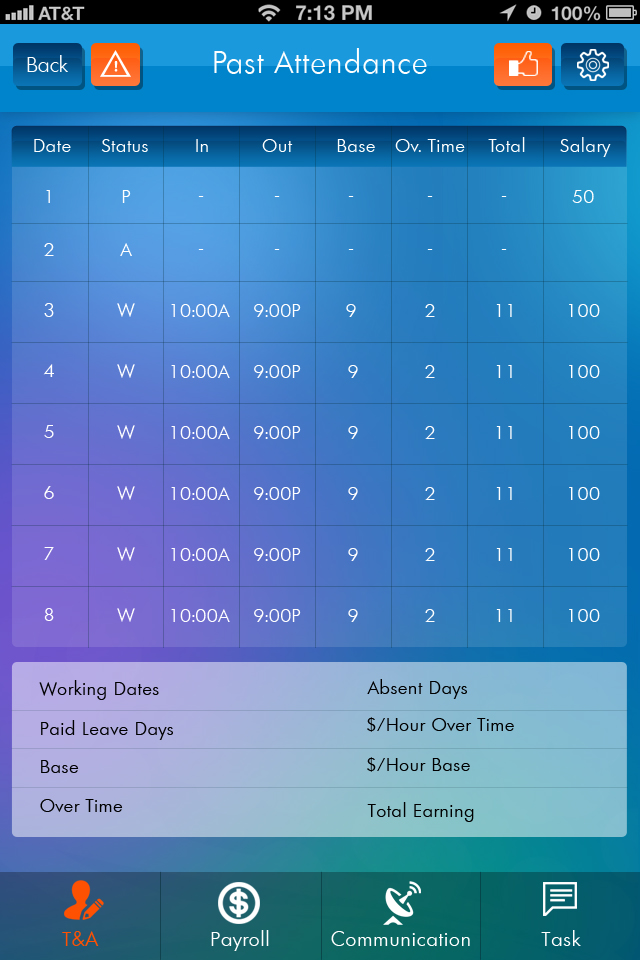 AT&T 7:13 PM 100%
Back Past Attendance
Date Status In Out Base Ov. Time Total Salary
1 P - - - - - 50
2 A - - - - -
3 W 10:00A 9:00P 9 2 11 100
4 W 10:00A 9:00P 9 2 11 100
5 W 10:00A 9:00P 9 2 11 100
6 W 10:00A 9:00P 9 2 11 100
7 W 10:00A 9:00P 9 2 11 100
8 W 10:00A 9:00P 9 2 11 100
Working Dates Absent Days
Paid Leave Days $/Hour Over Time
Base $/Hour Base
Over Time Total Earning
T&A Payroll Communication Task